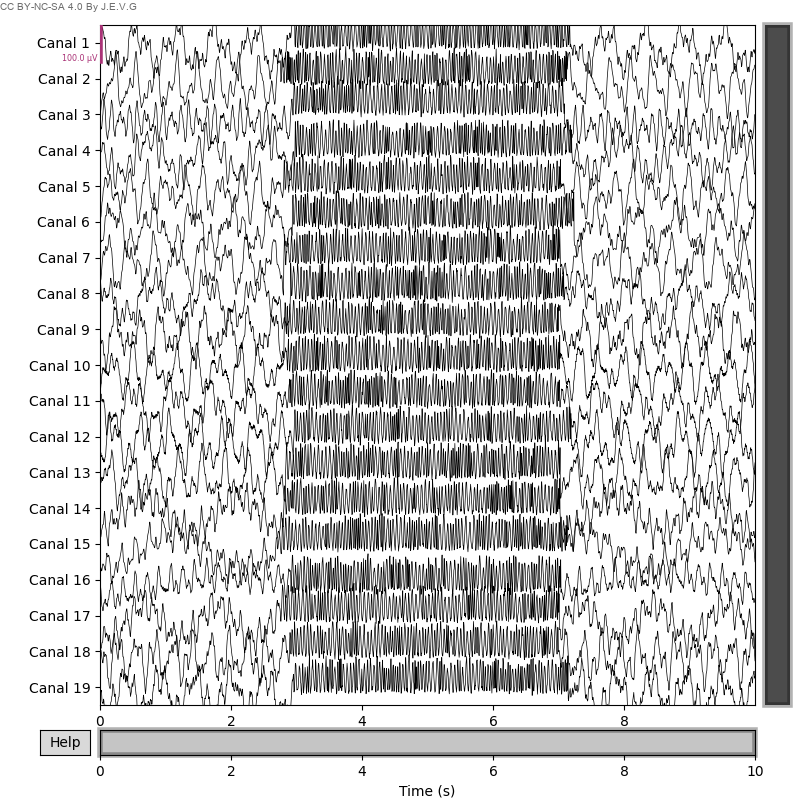 CC BY-NC-SA 4.0 By J.E.V.G
Canal 1
100.0 µV
Canal 2
Canal 3
Canal 4
Canal 5
Canal 6
Canal 7
Canal 8
Canal 9
Canal 10
Canal 11
Canal 12
Canal 13
Canal 14
Canal 15
Canal 16
Canal 17
Canal 18
Canal 19
0 2 4 6 8
Help
0 2 4 6 8 10
Time (s)